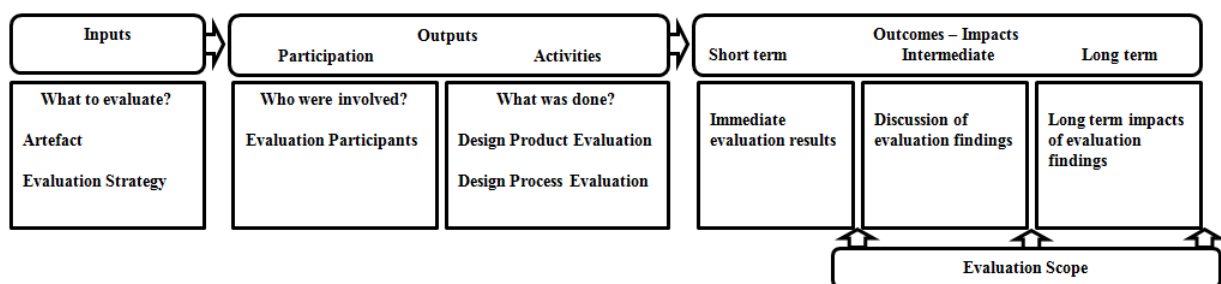 Inputs
Outputs
Participation
Activities
Outcomes – Impacts
Short term
Intermediate
Long term
What to evaluate?
Artefact
Evaluation Strategy
Who were involved?
Evaluation Participants
What was done?
Design Product Evaluation
Design Process Evaluation
Immediate
evaluation results
Discussion of
evaluation findings
Long term impacts
of evaluation
findings
Evaluation Scope